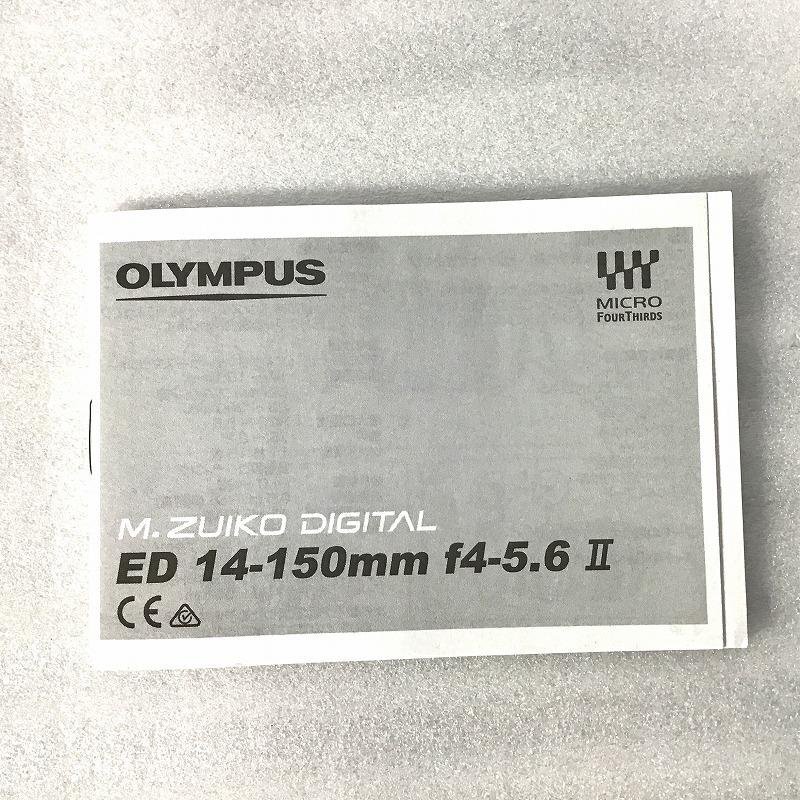 OLYMPUS
MICRO
FOURTHIRDS
M.ZUIKO DIGITAL
ED 14-150mm f4-5.6 II
CE